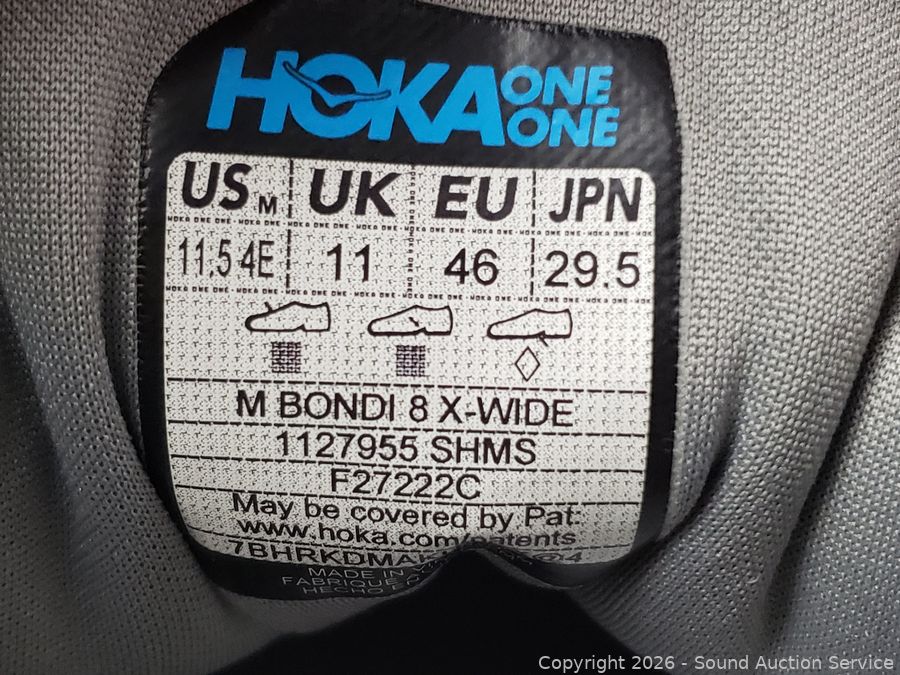 HOKA ONE ONE
US M UK EU JPN
11.5 4E 11 46 29.5
M BONDI 8 X-WIDE
1127955 SHMS
F27222C
May be covered by Pat:
www.hoka.com/patents
7BHRKDMA
MADE IN
FABRIQUE
HECHO
Copyright 2026 - Sound Auction Service